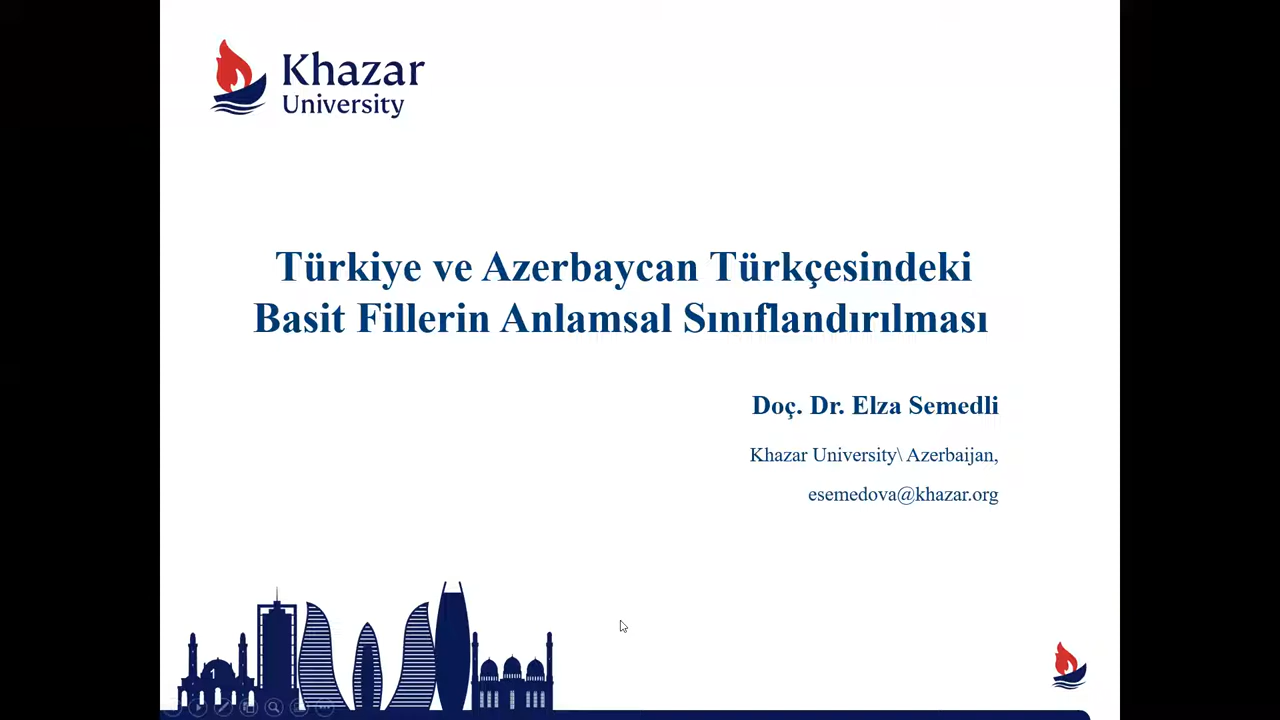 Khazar
University
Türkiye ve Azerbaycan Türkçesindeki
Basit Fillerin Anlamsal Sınıflandırılması
Doç. Dr. Elza Semedli
Khazar University\ Azerbaijan,
esemedova@khazar.org